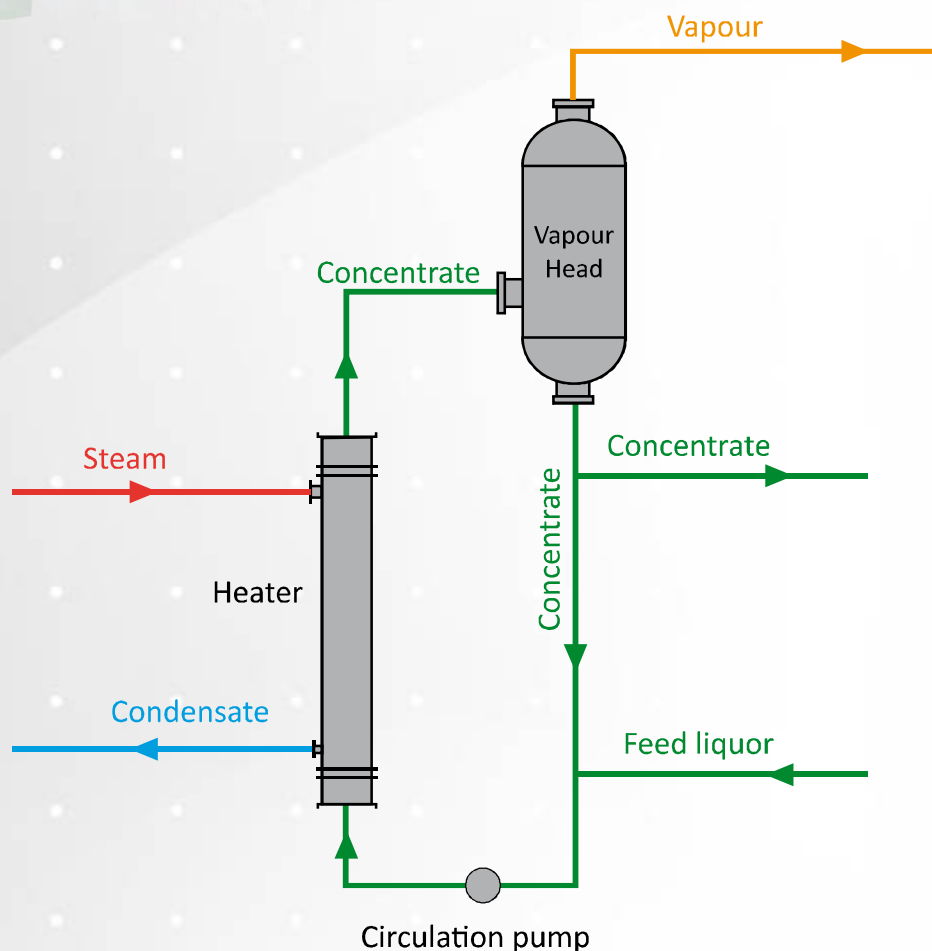 Vapour
Vapour
Head
Concentrate
Steam
Concentrate
Concentrate
Heater
Condensate
Feed liquor
Circulation pump